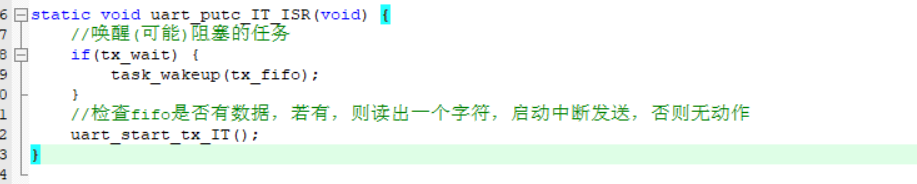 6 static void uart_putc_IT_ISR(void) {
7 //唤醒(可能)阻塞的任务
8 if(tx_wait) {
9 task_wakeup(tx_fifo);
0 }
1 //检查fifo是否有数据，若有，则读出一个字符，启动中断发送，否则无动作
2 uart_start_tx_IT();
3 }
4